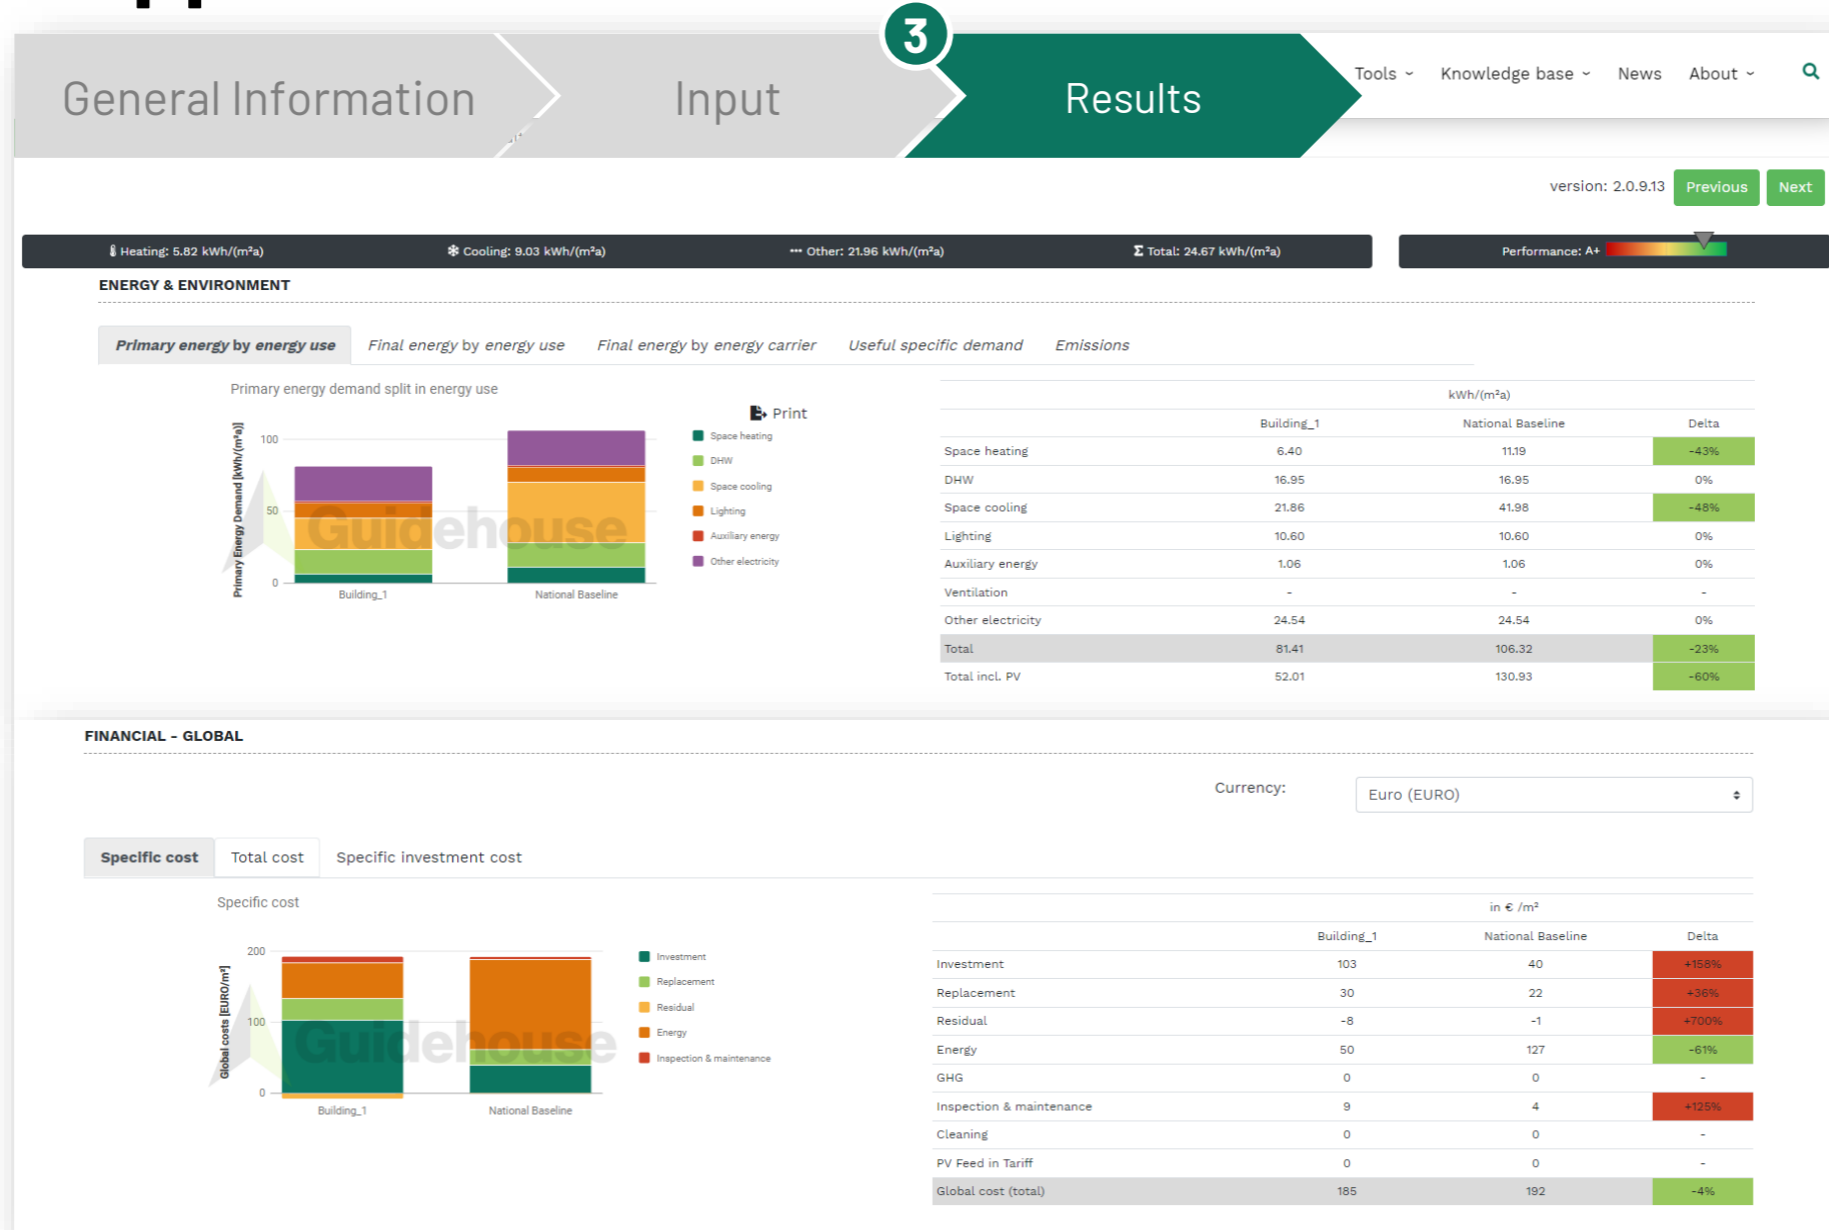 3
General Information
Input
Results
Tools
Knowledge base
News
About
version: 2.0.9.13
Previous
Next
Heating: 5.82 kWh/(m²a)
Cooling: 9.03 kWh/(m²a)
Other: 21.96 kWh/(m²a)
Σ Total: 24.67 kWh/(m²a)
Performance: A+
ENERGY & ENVIRONMENT
Primary energy by energy use
Final energy by energy use
Final energy by energy carrier
Useful specific demand
Emissions
Primary energy demand split in energy use
Print
Primary Energy Demand [kWh/(m²a)]
100
50
0
Building_1
National Baseline
Guidehouse
Space heating
DHW
Space cooling
Lighting
Auxiliary energy
Other electricity
kWh/(m²a)
Building_1 National Baseline Delta
Space heating 6.40 11.19 -43%
DHW 16.95 16.95 0%
Space cooling 21.86 41.98 -48%
Lighting 10.60 10.60 0%
Auxiliary energy 1.06 1.06 0%
Ventilation - - -
Other electricity 24.54 24.54 0%
Total 81.41 106.32 -23%
Total incl. PV 52.01 130.93 -60%
FINANCIAL - GLOBAL
Currency:
Euro (EURO)
Specific cost
Total cost
Specific investment cost
Specific cost
Global costs [EURO/m²]
200
100
0
Building_1
National Baseline
Guidehouse
Investment
Replacement
Residual
Energy
Inspection & maintenance
in € /m²
Building_1 National Baseline Delta
Investment 103 40 +158%
Replacement 30 22 +36%
Residual -8 -1 +700%
Energy 50 127 -61%
GHG 0 0 -
Inspection & maintenance 9 4 +125%
Cleaning 0 0 -
PV Feed in Tariff 0 0 -
Global cost (total) 185 192 -4%